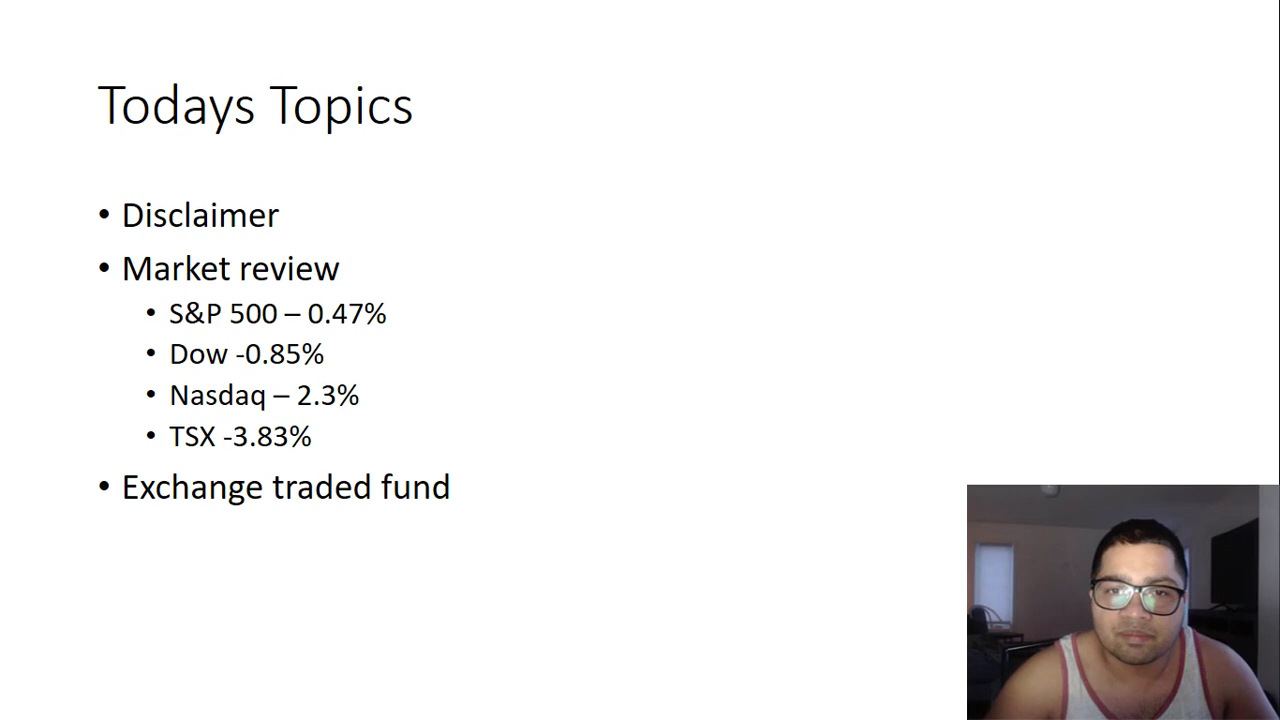 Todays Topics
• Disclaimer
• Market review
• S&P 500 – 0.47%
• Dow -0.85%
• Nasdaq – 2.3%
• TSX -3.83%
• Exchange traded fund